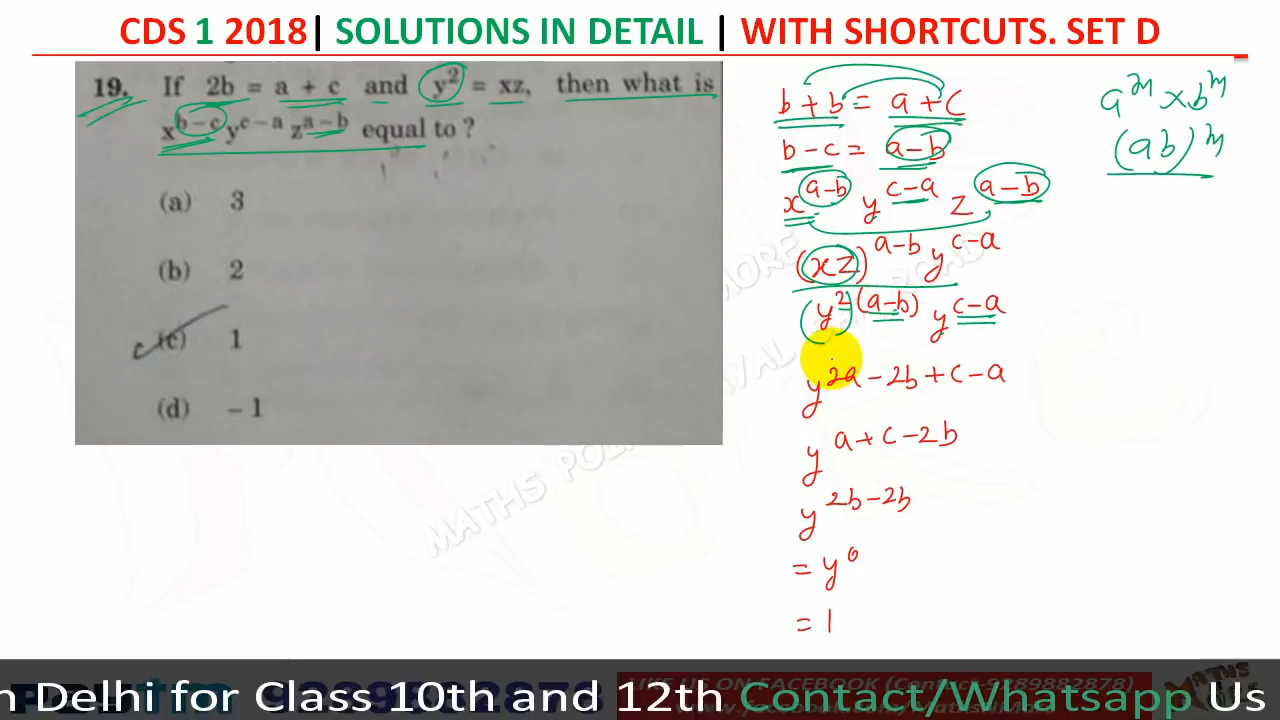 CDS 1 2018| SOLUTIONS IN DETAIL | WITH SHORTCUTS. SET D
19. If 2b = a + c and y² = xz, then what is
x^(b−c) y^(c−a) z^(a−b) equal to ?
(a) 3
(b) 2
(c) 1
(d) − 1
b + b = a + c
b − c = a − b
x^(a−b) y^(c−a) z^(a−b)
(xz)^(a−b) y^(c−a)
(y²)^(a−b) y^(c−a)
y^(2a−2b+c−a)
y^(a+c−2b)
y^(2b−2b)
= y⁰
= 1
a^m × b^m
(ab)^m
n Delhi for Class 10th and 12th Contact/Whatsapp Us